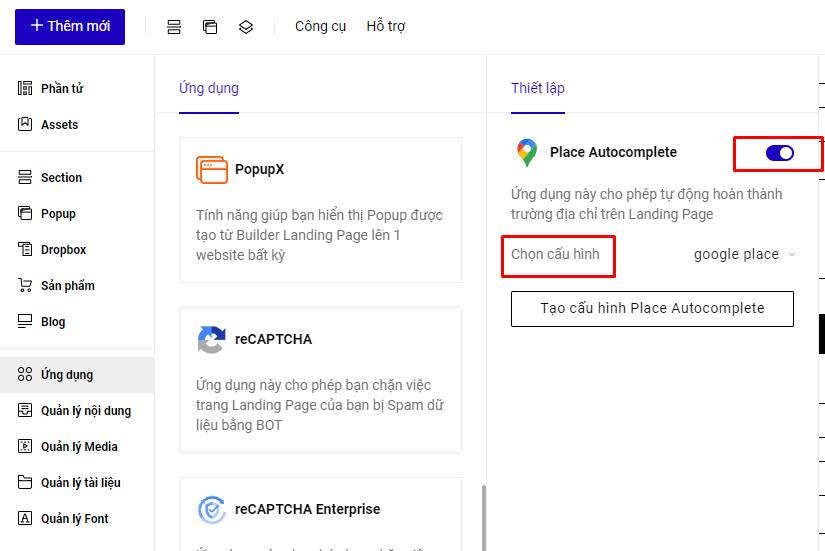 + Thêm mới
Công cụ
Hỗ trợ
Phần tử
Assets
Section
Popup
Dropbox
Sản phẩm
Blog
Ứng dụng
Quản lý nội dung
Quản lý Media
Quản lý tài liệu
Quản lý Font
Ứng dụng
PopupX
Tính năng giúp bạn hiển thị Popup được
tạo từ Builder Landing Page lên 1
website bất kỳ
reCAPTCHA
Ứng dụng này cho phép bạn chặn việc
trang Landing Page của bạn bị Spam dữ
liệu bằng BOT
reCAPTCHA Enterprise
Thiết lập
Place Autocomplete
Ứng dụng này cho phép tự động hoàn thành
trường địa chỉ trên Landing Page
Chọn cấu hình
google place
Tạo cấu hình Place Autocomplete